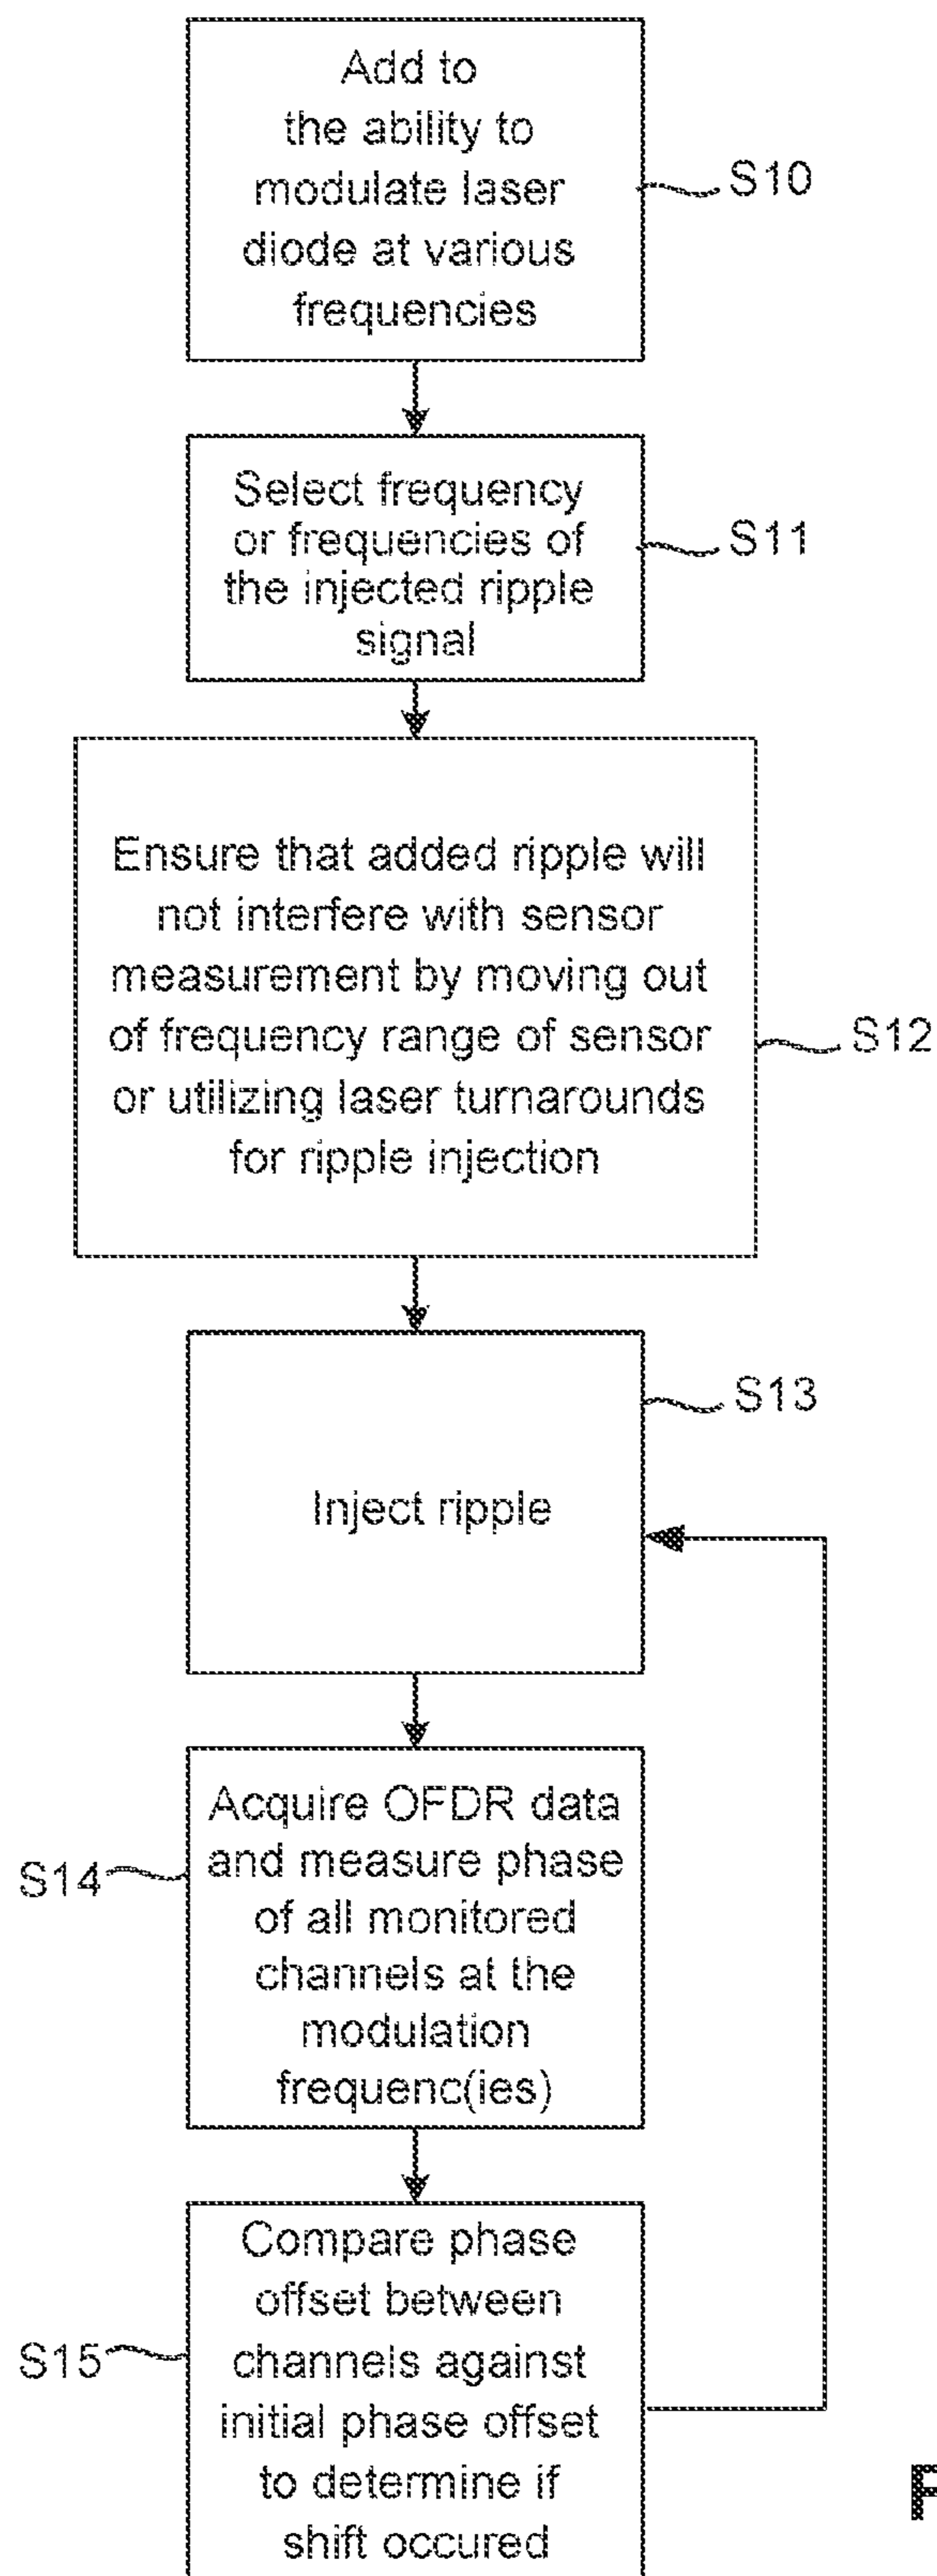 Add to
the ability to
modulate laser
diode at various
frequencies
S10
Select frequency
or frequencies of
the injected ripple
signal
S11
Ensure that added ripple will
not interfere with sensor
measurement by moving out
of frequency range of sensor
or utilizing laser turnarounds
for ripple injection
S12
S13
Inject ripple
Acquire OFDR data
and measure phase
of all monitored
channels at the
modulation
frequenc(ies)
S14
Compare phase
offset between
channels against
initial phase offset
to determine if
shift occured
S15